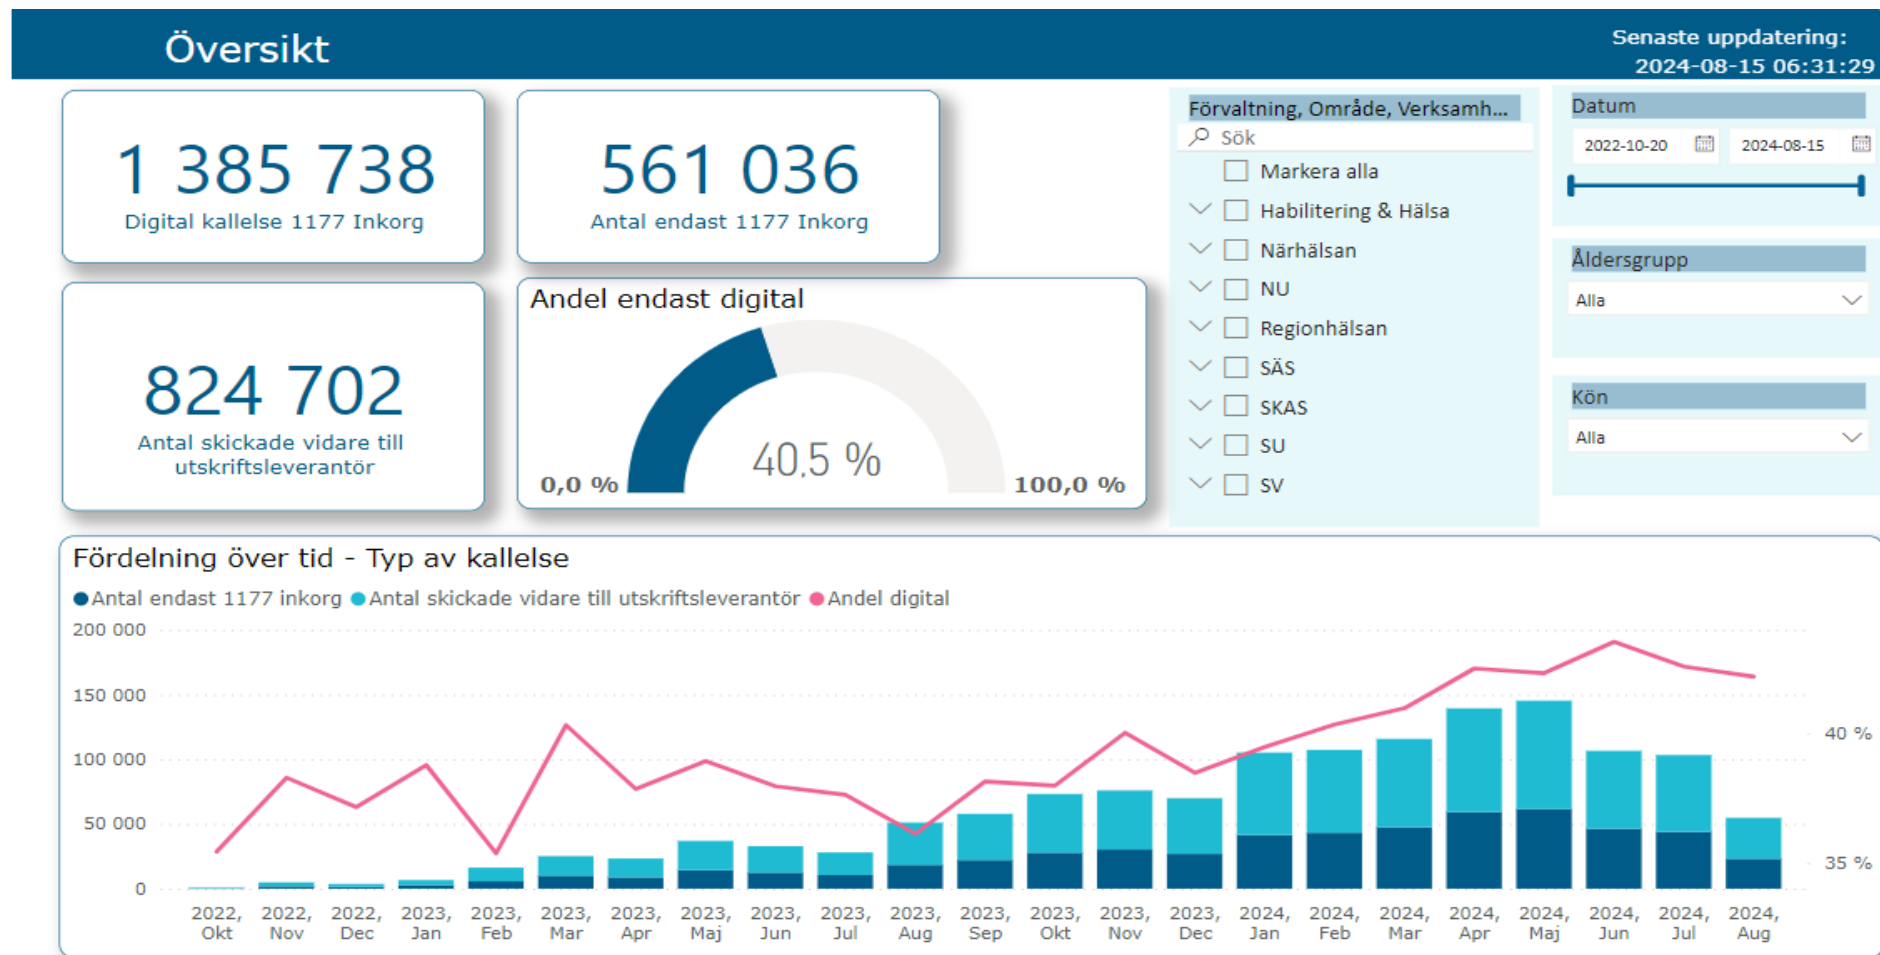 Översikt
Senaste uppdatering:
2024-08-15 06:31:29
1 385 738
Digital kallelse 1177 Inkorg
561 036
Antal endast 1177 Inkorg
824 702
Antal skickade vidare till
utskriftsleverantör
Andel endast digital
40,5 %
0,0 %
100,0 %
Förvaltning, Område, Verksamh...
Sök
Markera alla
Habilitering & Hälsa
Närhälsan
NU
Regionhälsan
SÄS
SKAS
SU
SV
Datum
2022-10-20 2024-08-15
Åldersgrupp
Alla
Kön
Alla
Fördelning över tid - Typ av kallelse
Antal endast 1177 inkorg Antal skickade vidare till utskriftsleverantör Andel digital
200 000
150 000
100 000
50 000
0
40 %
35 %
2022, 2022, 2022, 2023, 2023, 2023, 2023, 2023, 2023, 2023, 2023, 2023, 2023, 2023, 2023, 2024, 2024, 2024, 2024, 2024, 2024, 2024, 2024,
Okt Nov Dec Jan Feb Mar Apr Maj Jun Jul Aug Sep Okt Nov Dec Jan Feb Mar Apr Maj Jun Jul Aug